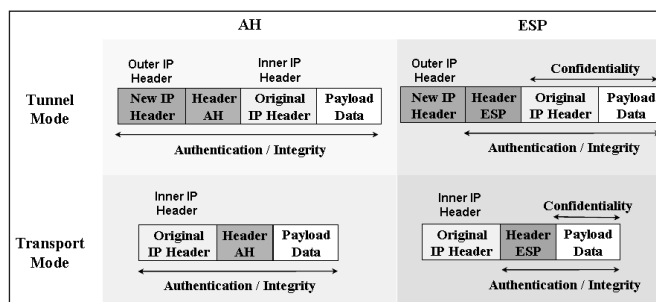 AH
ESP
Tunnel
Mode
Outer IP
Header
Inner IP
Header
New IP
Header
Header
AH
Original
IP Header
Payload
Data
Authentication / Integrity
Outer IP
Header
Confidentiality
New IP
Header
Header
ESP
Original
IP Header
Payload
Data
Authentication / Integrity
Transport
Mode
Inner IP
Header
Original
IP Header
Header
AH
Payload
Data
Authentication / Integrity
Inner IP
Header
Confidentiality
Original
IP Header
Header
ESP
Payload
Data
Authentication / Integrity